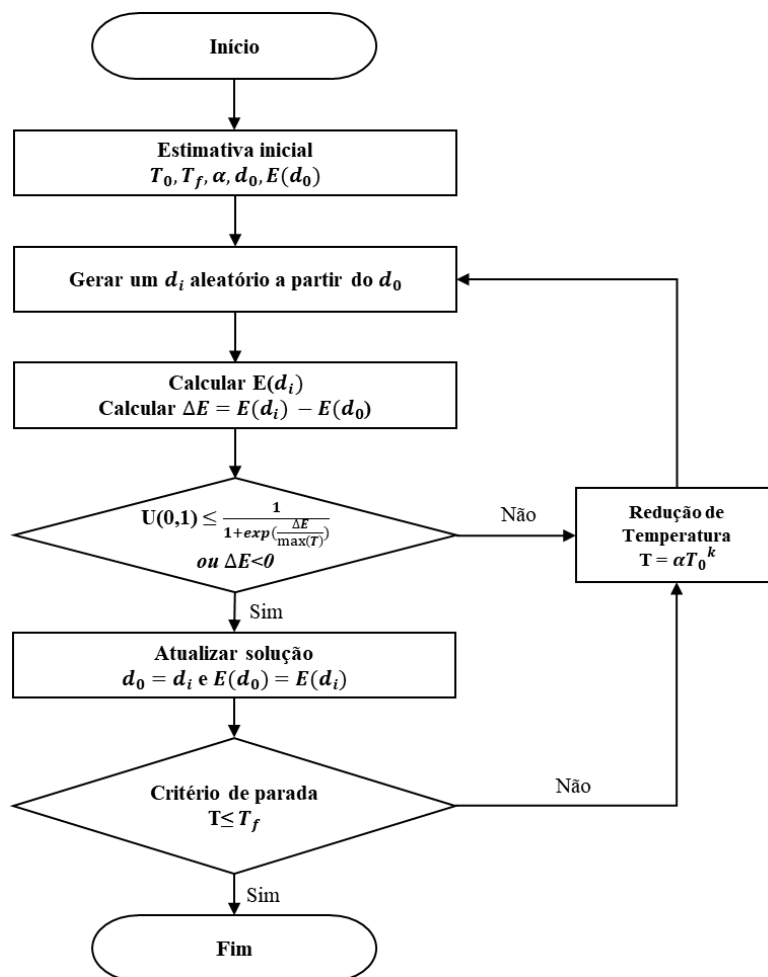 Início
Estimativa inicial
T₀, T_f, α, d₀, E(d₀)
Gerar um dᵢ aleatório a partir do d₀
Calcular E(dᵢ)
Calcular ΔE = E(dᵢ) − E(d₀)
U(0,1) ≤ 1/(1+exp(ΔE/max(T)))
ou ΔE<0
Não
Redução de
Temperatura
T = αT₀ᵏ
Sim
Atualizar solução
d₀ = dᵢ e E(d₀) = E(dᵢ)
Critério de parada
T≤ T_f
Não
Sim
Fim